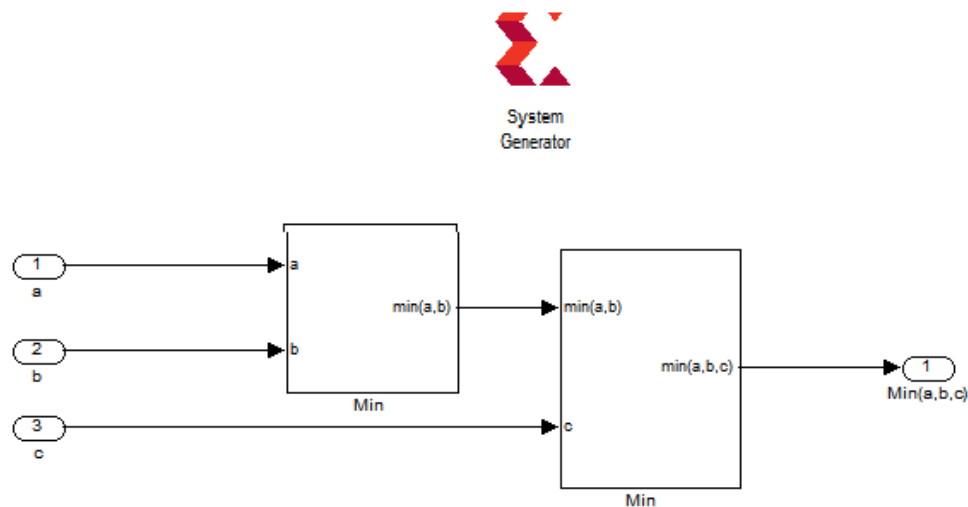 System
Generator
1
a
a
min(a,b)
min(a,b)
2
b
b
Min
min(a,b,c)
1
Min(a,b,c)
3
c
c
Min